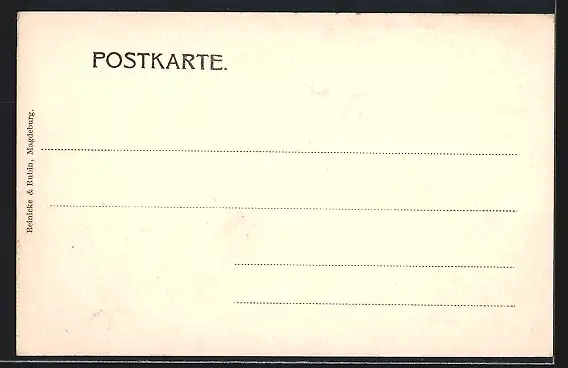 POSTKARTE.
Reinicke & Rubin, Magdeburg.